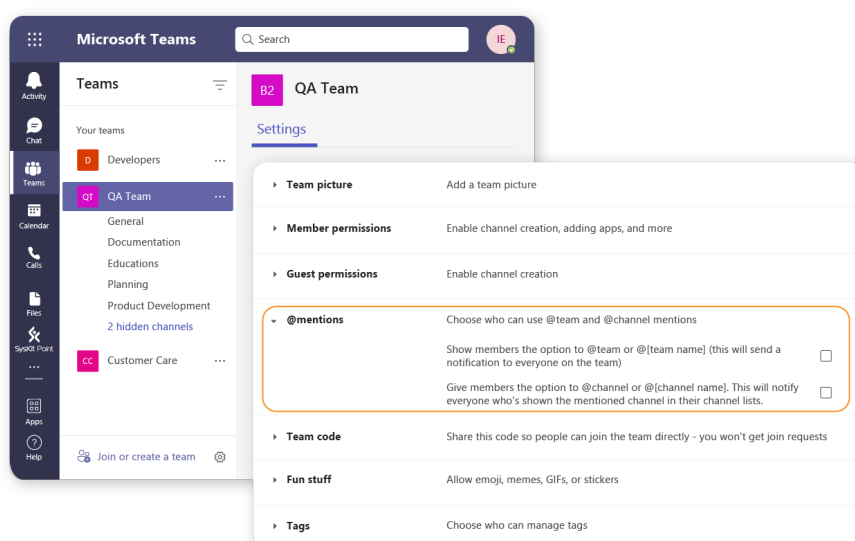 Microsoft Teams
Search
IE
Activity
Chat
Teams
Calendar
Calls
Files
SysKit Point
...
Apps
Help
Teams
Your teams
D Developers ...
QT QA Team ...
General
Documentation
Educations
Planning
Product Development
2 hidden channels
CC Customer Care ...
Join or create a team
B2 QA Team
Settings
Team picture Add a team picture
Member permissions Enable channel creation, adding apps, and more
Guest permissions Enable channel creation
@mentions Choose who can use @team and @channel mentions
Show members the option to @team or @[team name] (this will send a
notification to everyone on the team)
Give members the option to @channel or @[channel name]. This will notify
everyone who's shown the mentioned channel in their channel lists.
Team code Share this code so people can join the team directly - you won't get join requests
Fun stuff Allow emoji, memes, GIFs, or stickers
Tags Choose who can manage tags